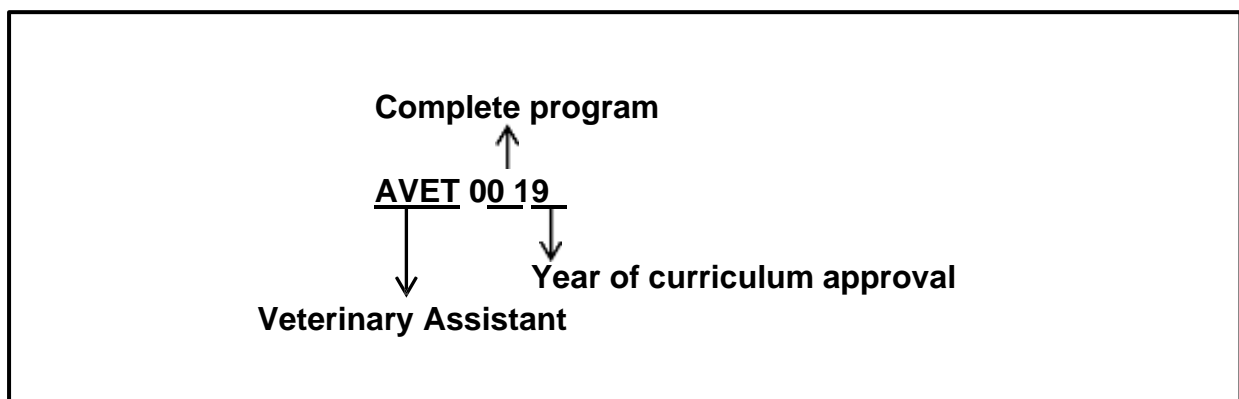 Complete program
AVET 00 19
Year of curriculum approval
Veterinary Assistant